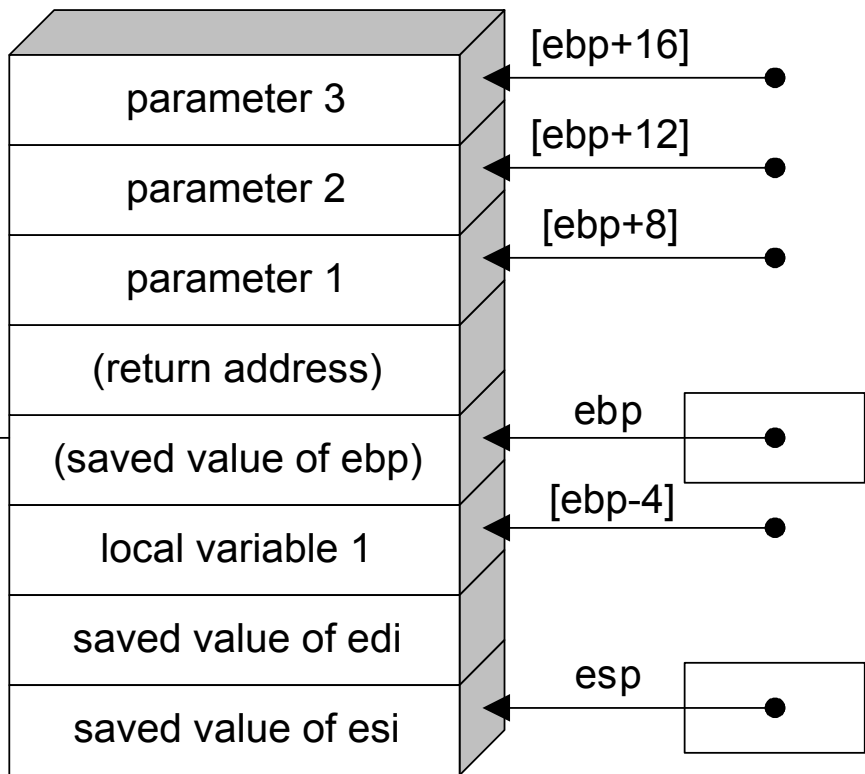 [ebp+16]
parameter 3
[ebp+12]
parameter 2
[ebp+8]
parameter 1
(return address)
ebp
(saved value of ebp)
[ebp-4]
local variable 1
saved value of edi
esp
saved value of esi